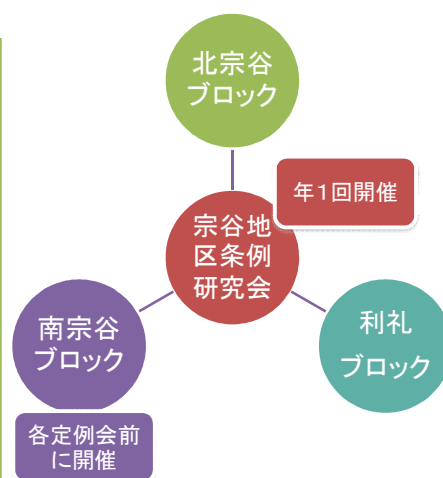 北宗谷
ブロック
年１回開催
宗谷地
区条例
研究会
南宗谷
ブロック
利礼
ブロック
各定例会前
に開催